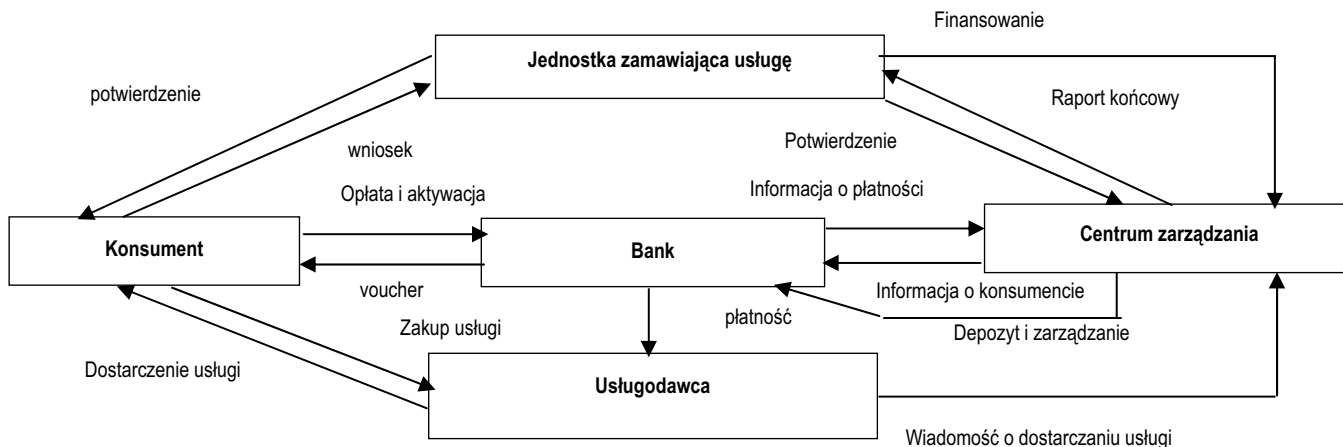 Finansowanie
Jednostka zamawiająca usługę
potwierdzenie
Raport końcowy
Potwierdzenie
wniosek
Opłata i aktywacja
Informacja o płatności
Konsument
Bank
Centrum zarządzania
voucher
Informacja o konsumencie
płatność
Zakup usługi
Depozyt i zarządzanie
Dostarczenie usługi
Usługodawca
Wiadomość o dostarczaniu usługi